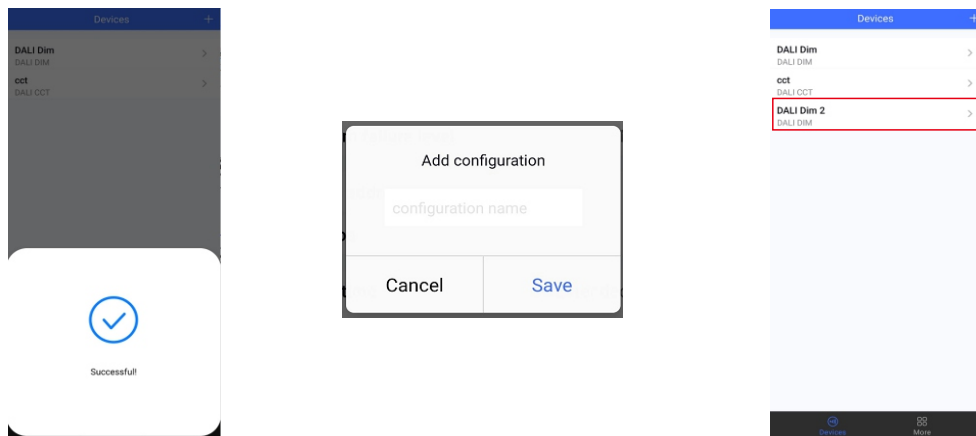 Devices +
DALI Dim
DALI DIM
cct
DALI CCT
Successful!
Add configuration
configuration name
Cancel
Save
Devices +
DALI Dim
DALI DIM
cct
DALI CCT
DALI Dim 2
DALI DIM
Devices
More